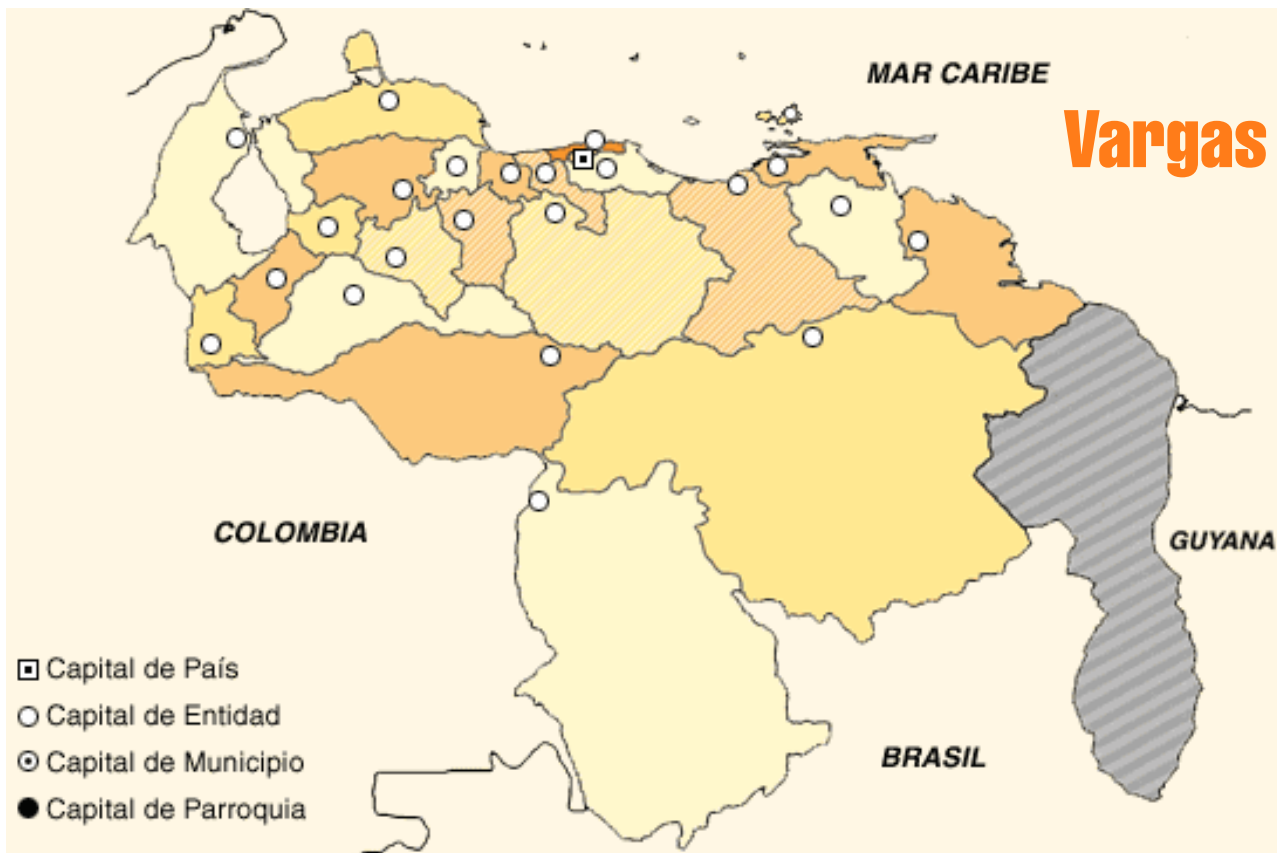 MAR CARIBE
Vargas
COLOMBIA
GUYANA
Capital de País
Capital de Entidad
BRASIL
Capital de Municipio
Capital de Parroquia